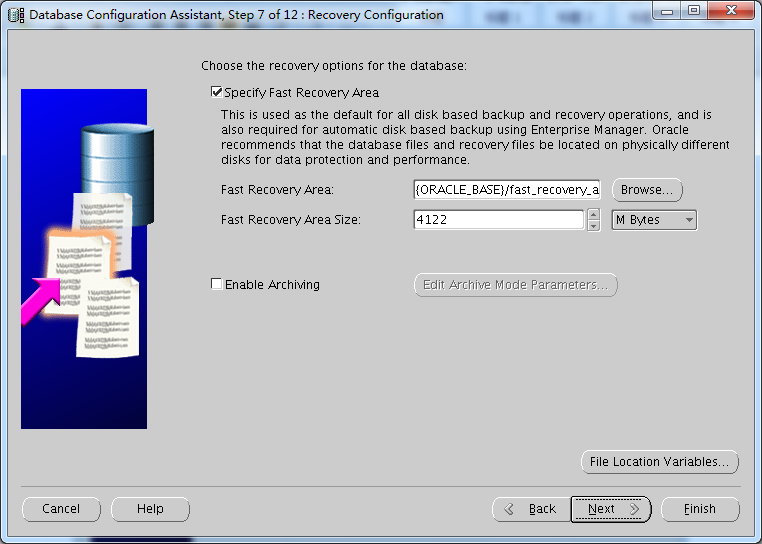 Database Configuration Assistant, Step 7 of 12 : Recovery Configuration
Choose the recovery options for the database:
Specify Fast Recovery Area
This is used as the default for all disk based backup and recovery operations, and is
also required for automatic disk based backup using Enterprise Manager. Oracle
recommends that the database files and recovery files be located on physically different
disks for data protection and performance.
Fast Recovery Area: {ORACLE_BASE}/fast_recovery_a Browse...
Fast Recovery Area Size: 4122 M Bytes
Enable Archiving Edit Archive Mode Parameters...
File Location Variables...
Cancel Help Back Next Finish